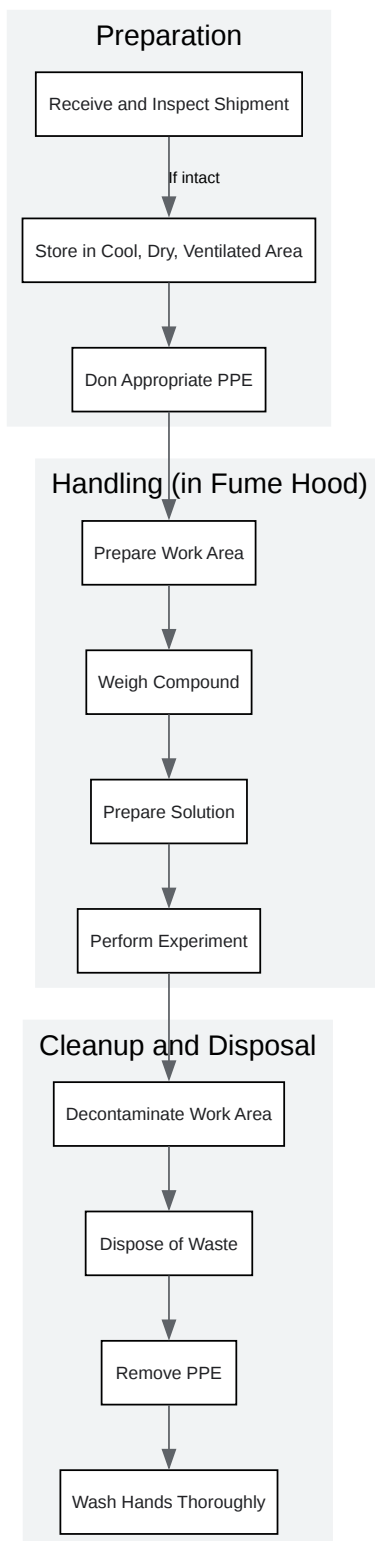 Preparation
Receive and Inspect Shipment
If intact
Store in Cool, Dry, Ventilated Area
Don Appropriate PPE
Handling (in Fume Hood)
Prepare Work Area
Weigh Compound
Prepare Solution
Perform Experiment
Cleanup and Disposal
Decontaminate Work Area
Dispose of Waste
Remove PPE
Wash Hands Thoroughly